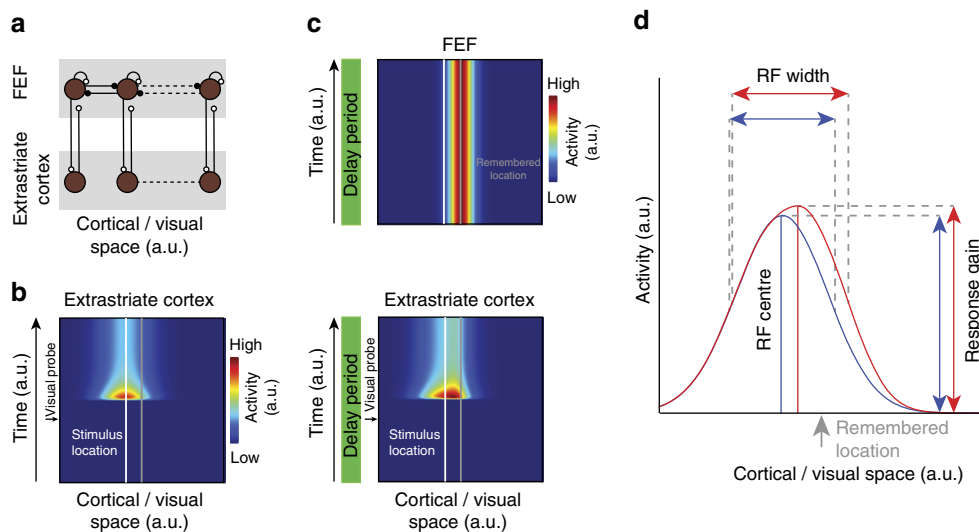 a
FEF
Extrastriate
cortex
Cortical / visual
space (a.u.)
b
Extrastriate cortex
Time (a.u.)
Visual probe
Stimulus
location
High
Activity
(a.u.)
Low
Cortical / visual
space (a.u.)
c
FEF
Time (a.u.)
Delay period
Remembered
location
High
Activity
(a.u.)
Low
Extrastriate cortex
Time (a.u.)
Delay period
Visual probe
Stimulus
location
Cortical / visual
space (a.u.)
d
RF width
Activity (a.u.)
RF centre
Response gain
Remembered
location
Cortical / visual space (a.u.)